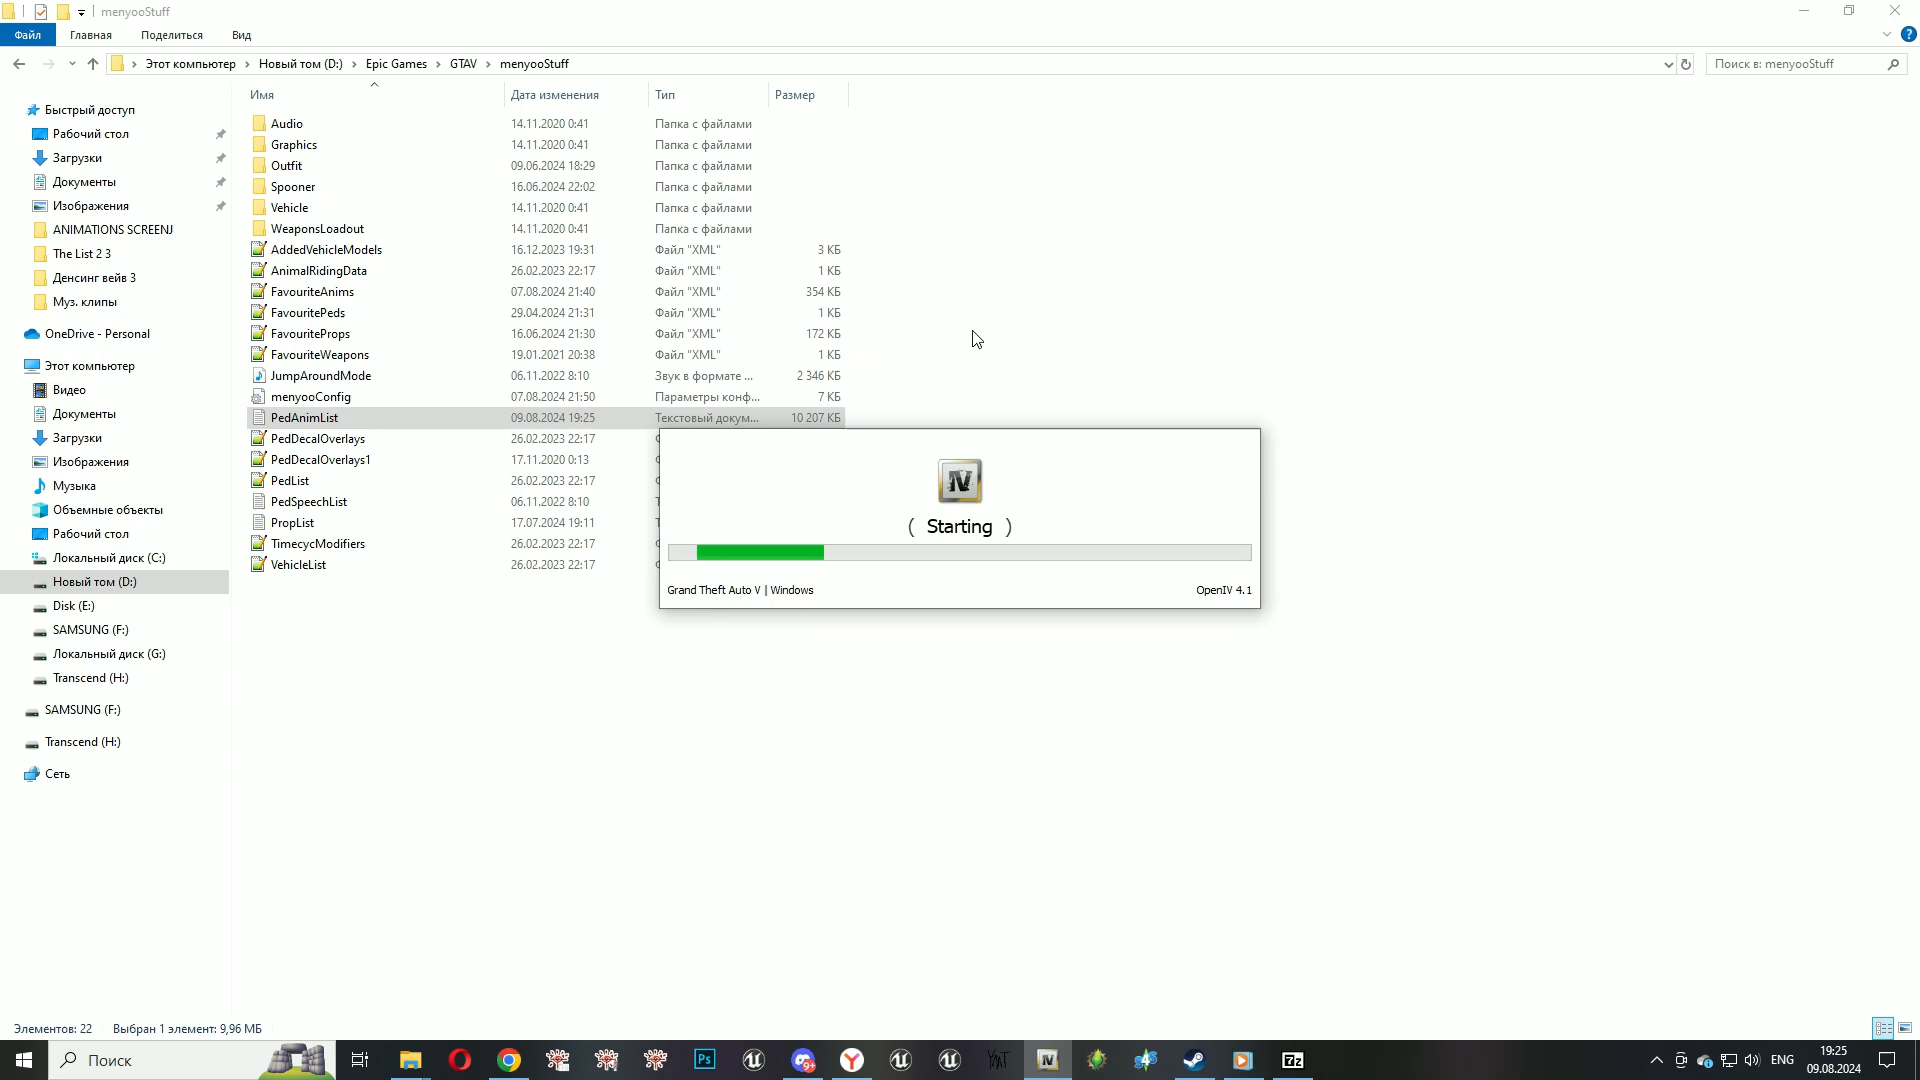 menyooStuff
Файл Главная Поделиться Вид
Этот компьютер › Новый том (D:) › Epic Games › GTAV › menyooStuff
Поиск в: menyooStuff
Быстрый доступ
Рабочий стол
Загрузки
Документы
Изображения
ANIMATIONS SCREENJ
The List 2 3
Денсинг вейв 3
Муз. клипы
OneDrive - Personal
Этот компьютер
Видео
Документы
Загрузки
Изображения
Музыка
Объемные объекты
Рабочий стол
Локальный диск (C:)
Новый том (D:)
Disk (E:)
SAMSUNG (F:)
Локальный диск (G:)
Transcend (H:)
SAMSUNG (F:)
Transcend (H:)
Сеть
Имя Дата изменения Тип Размер
Audio 14.11.2020 0:41 Папка с файлами
Graphics 14.11.2020 0:41 Папка с файлами
Outfit 09.06.2024 18:29 Папка с файлами
Spooner 16.06.2024 22:02 Папка с файлами
Vehicle 14.11.2020 0:41 Папка с файлами
WeaponsLoadout 14.11.2020 0:41 Папка с файлами
AddedVehicleModels 16.12.2023 19:31 Файл "XML" 3 КБ
AnimalRidingData 26.02.2023 22:17 Файл "XML" 1 КБ
FavouriteAnims 07.08.2024 21:40 Файл "XML" 354 КБ
FavouritePeds 29.04.2024 21:31 Файл "XML" 1 КБ
FavouriteProps 16.06.2024 21:30 Файл "XML" 172 КБ
FavouriteWeapons 19.01.2021 20:38 Файл "XML" 1 КБ
JumpAroundMode 06.11.2022 8:10 Звук в формате ... 2 346 КБ
menyooConfig 07.08.2024 21:50 Параметры конф... 7 КБ
PedAnimList 09.08.2024 19:25 Текстовый докум... 10 207 КБ
PedDecalOverlays 26.02.2023 22:17
PedDecalOverlays1 17.11.2020 0:13
PedList 26.02.2023 22:17
PedSpeechList 06.11.2022 8:10
PropList 17.07.2024 19:11
TimecycModifiers 26.02.2023 22:17
VehicleList 26.02.2023 22:17
IV
( Starting )
Grand Theft Auto V | Windows OpenIV 4.1
Элементов: 22 Выбран 1 элемент: 9,96 МБ
Поиск
Ps
7z
ENG
19:25
09.08.2024